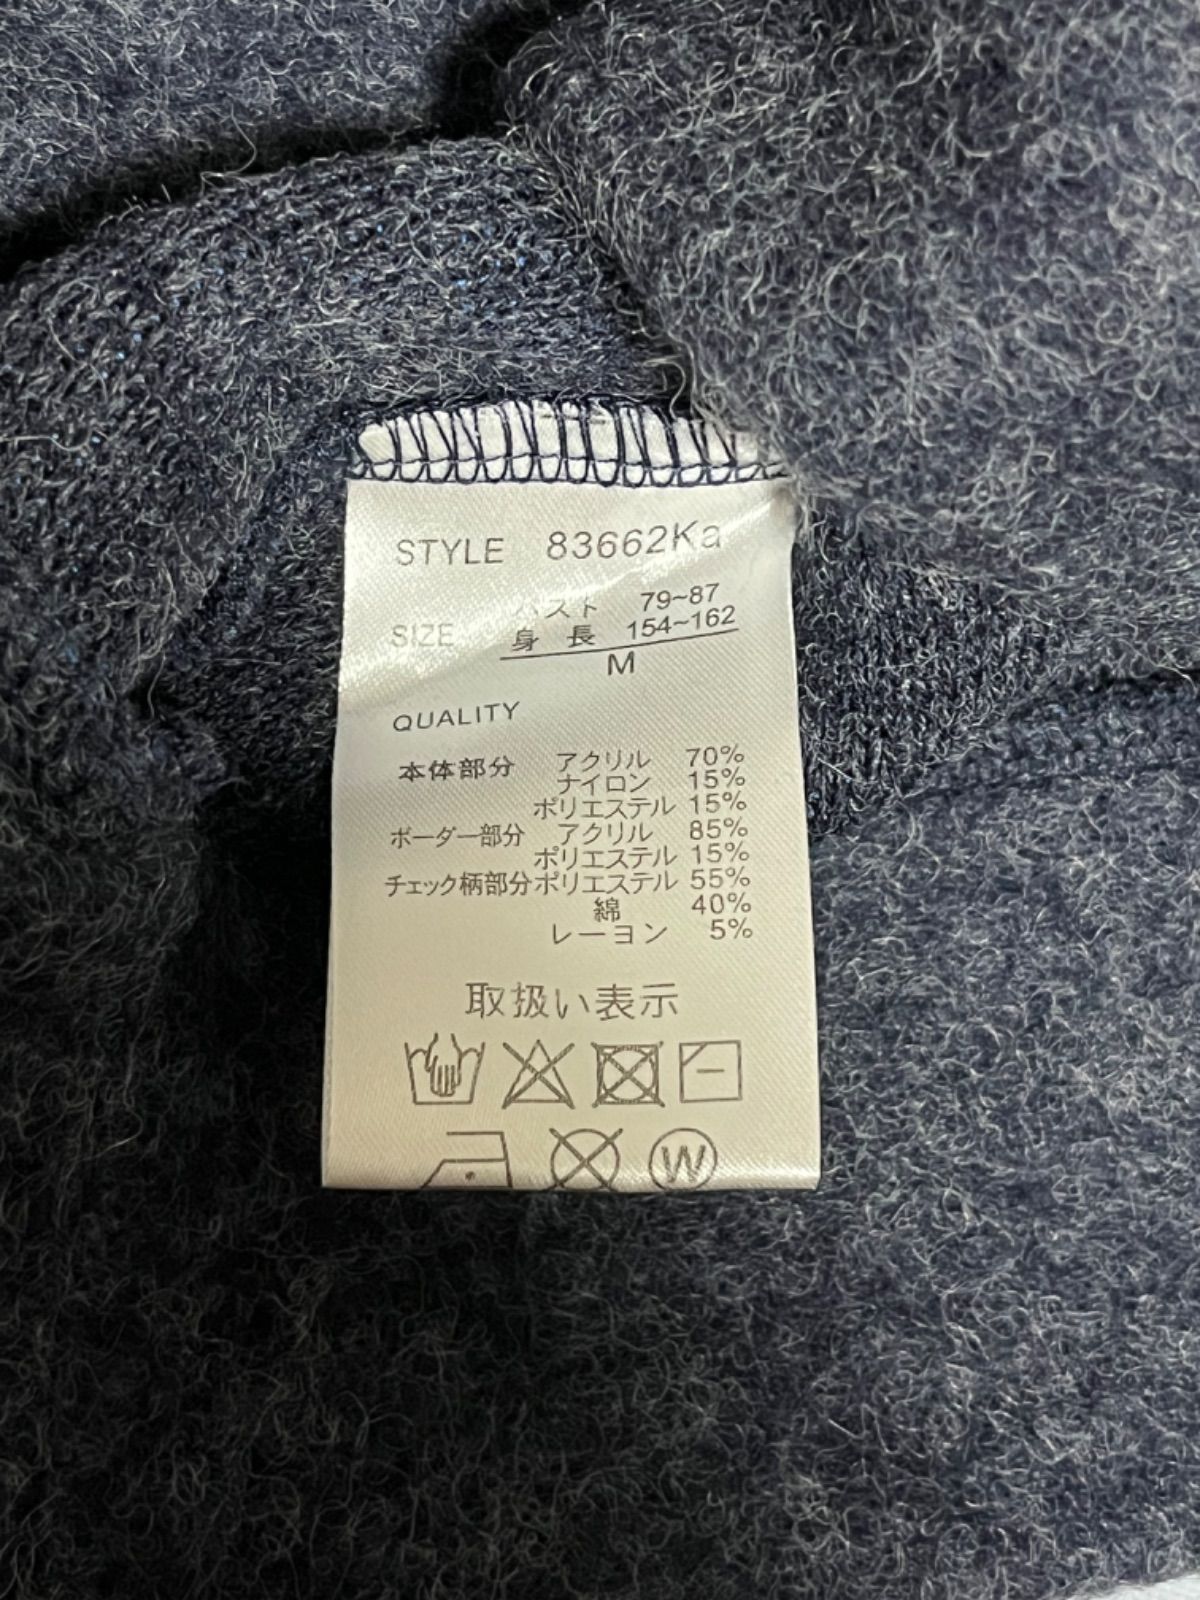 STYLE 83662Ka
SIZE バスト 79~87
身長 154~162
M
QUALITY
本体部分 アクリル 70%
ナイロン 15%
ポリエステル 15%
ボーダー部分 アクリル 85%
ポリエステル 15%
チェック柄部分 ポリエステル 55%
綿 40%
レーヨン 5%
取扱い表示
W